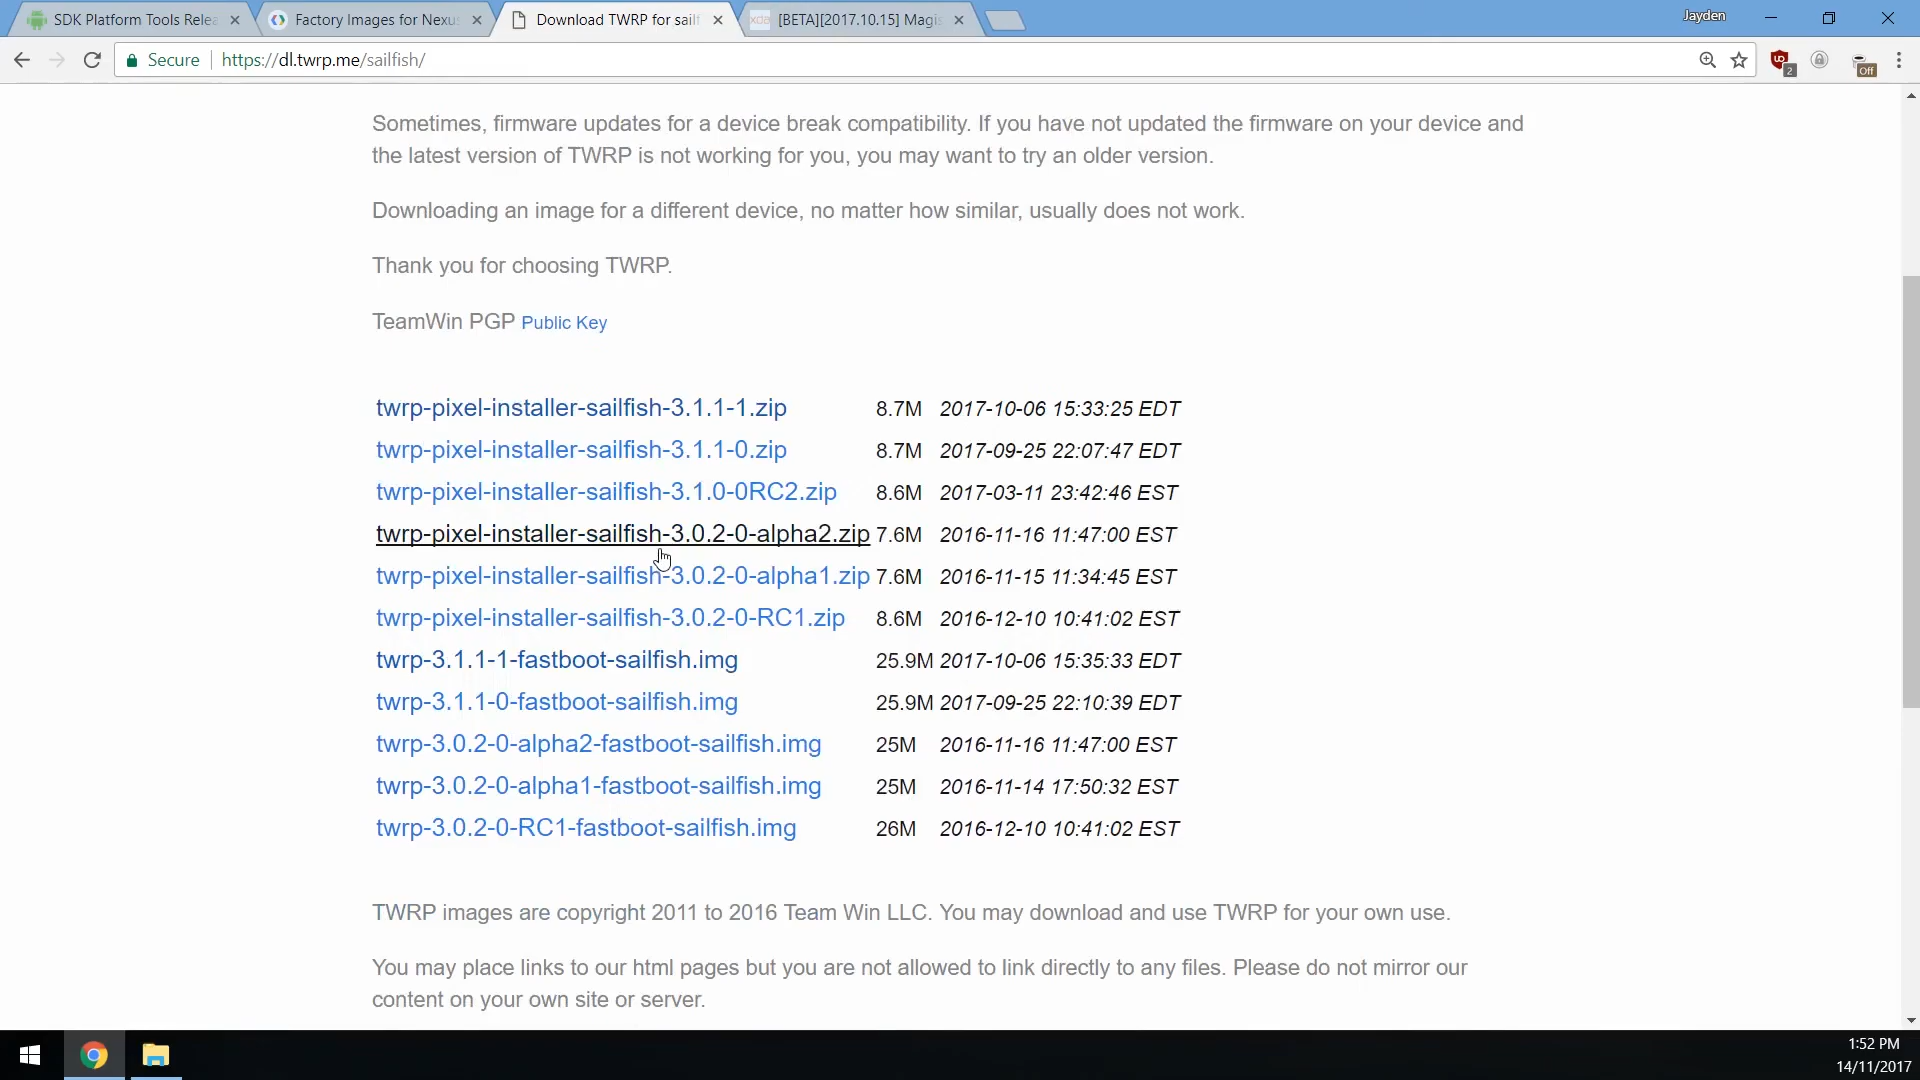 SDK Platform Tools Relea
Factory Images for Nexus
Download TWRP for sailf
[BETA][2017.10.15] Magis
Jayden
Secure
https://dl.twrp.me/sailfish/
2
Off
Sometimes, firmware updates for a device break compatibility. If you have not updated the firmware on your device and
the latest version of TWRP is not working for you, you may want to try an older version.
Downloading an image for a different device, no matter how similar, usually does not work.
Thank you for choosing TWRP.
TeamWin PGP Public Key
twrp-pixel-installer-sailfish-3.1.1-1.zip 8.7M 2017-10-06 15:33:25 EDT
twrp-pixel-installer-sailfish-3.1.1-0.zip 8.7M 2017-09-25 22:07:47 EDT
twrp-pixel-installer-sailfish-3.1.0-0RC2.zip 8.6M 2017-03-11 23:42:46 EST
twrp-pixel-installer-sailfish-3.0.2-0-alpha2.zip 7.6M 2016-11-16 11:47:00 EST
twrp-pixel-installer-sailfish-3.0.2-0-alpha1.zip 7.6M 2016-11-15 11:34:45 EST
twrp-pixel-installer-sailfish-3.0.2-0-RC1.zip 8.6M 2016-12-10 10:41:02 EST
twrp-3.1.1-1-fastboot-sailfish.img 25.9M 2017-10-06 15:35:33 EDT
twrp-3.1.1-0-fastboot-sailfish.img 25.9M 2017-09-25 22:10:39 EDT
twrp-3.0.2-0-alpha2-fastboot-sailfish.img 25M 2016-11-16 11:47:00 EST
twrp-3.0.2-0-alpha1-fastboot-sailfish.img 25M 2016-11-14 17:50:32 EST
twrp-3.0.2-0-RC1-fastboot-sailfish.img 26M 2016-12-10 10:41:02 EST
TWRP images are copyright 2011 to 2016 Team Win LLC. You may download and use TWRP for your own use.
You may place links to our html pages but you are not allowed to link directly to any files. Please do not mirror our
content on your own site or server.
1:52 PM
14/11/2017